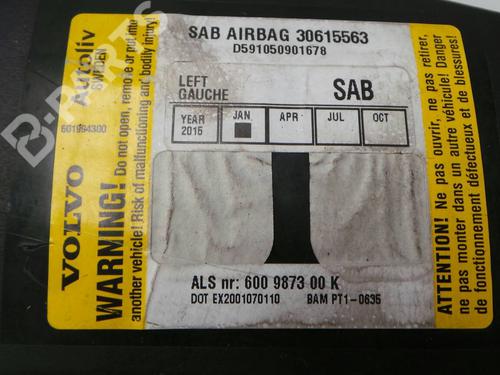 SAB AIRBAG 30615563
D591050901678
LEFT
GAUCHE
SAB
YEAR
2015
JAN
APR
JUL
OCT
ALS nr: 600 9873 00 K
DOT EX2001070110
BAM PT1-0635
VOLVO
Autoliv
SWEDEN
601994300
WARNING! Do not open, remove or put into
another vehicle! Risk of malfunctioning and bodily injury!
ATTENTION! Ne pas ouvrir, ne pas retirer,
ne pas monter dans un autre véhicule! Danger
de fonctionnement défectueux et de blessures!